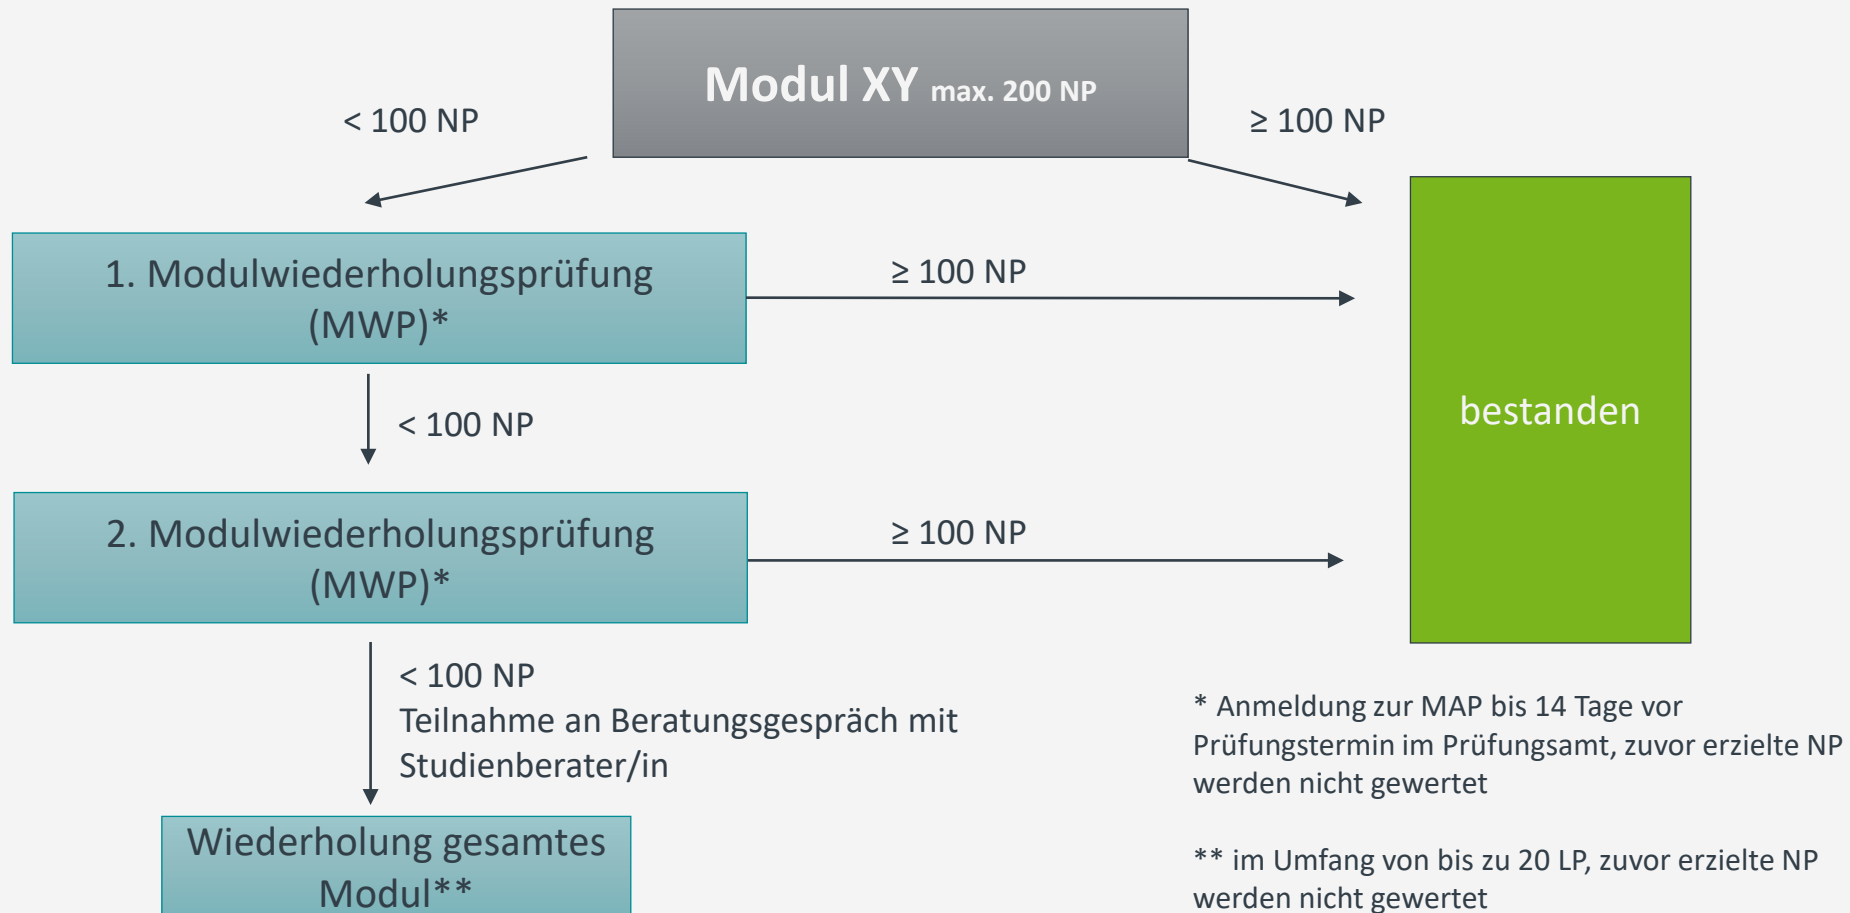 Modul XY max. 200 NP
< 100 NP
≥ 100 NP
1. Modulwiederholungsprüfung
(MWP)*
≥ 100 NP
bestanden
< 100 NP
2. Modulwiederholungsprüfung
(MWP)*
≥ 100 NP
< 100 NP
Teilnahme an Beratungsgespräch mit
Studienberater/in
Wiederholung gesamtes
Modul**
* Anmeldung zur MAP bis 14 Tage vor
Prüfungstermin im Prüfungsamt, zuvor erzielte NP
werden nicht gewertet
** im Umfang von bis zu 20 LP, zuvor erzielte NP
werden nicht gewertet